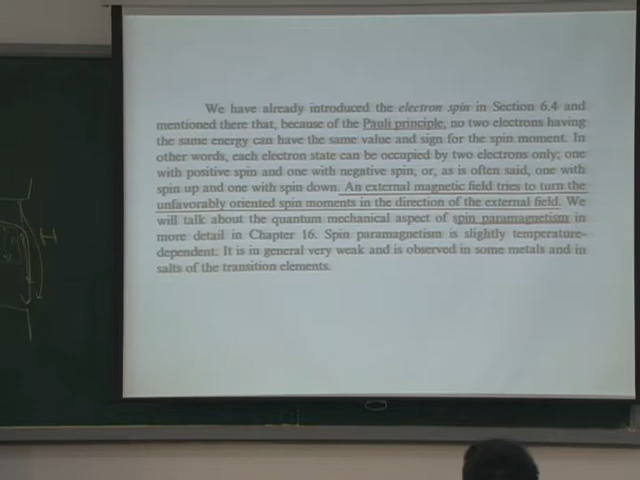 We have already introduced the electron spin in Section 6.4 and
mentioned there that, because of the Pauli principle, no two electrons having
the same energy can have the same value and sign for the spin moment. In
other words, each electron state can be occupied by two electrons only; one
with positive spin and one with negative spin, or, as is often said, one with
spin up and one with spin down. An external magnetic field tries to turn the
unfavorably oriented spin moments in the direction of the external field. We
will talk about the quantum mechanical aspect of spin paramagnetism in
more detail in Chapter 16. Spin paramagnetism is slightly temperature-
dependent. It is in general very weak and is observed in some metals and in
salts of the transition elements.
I